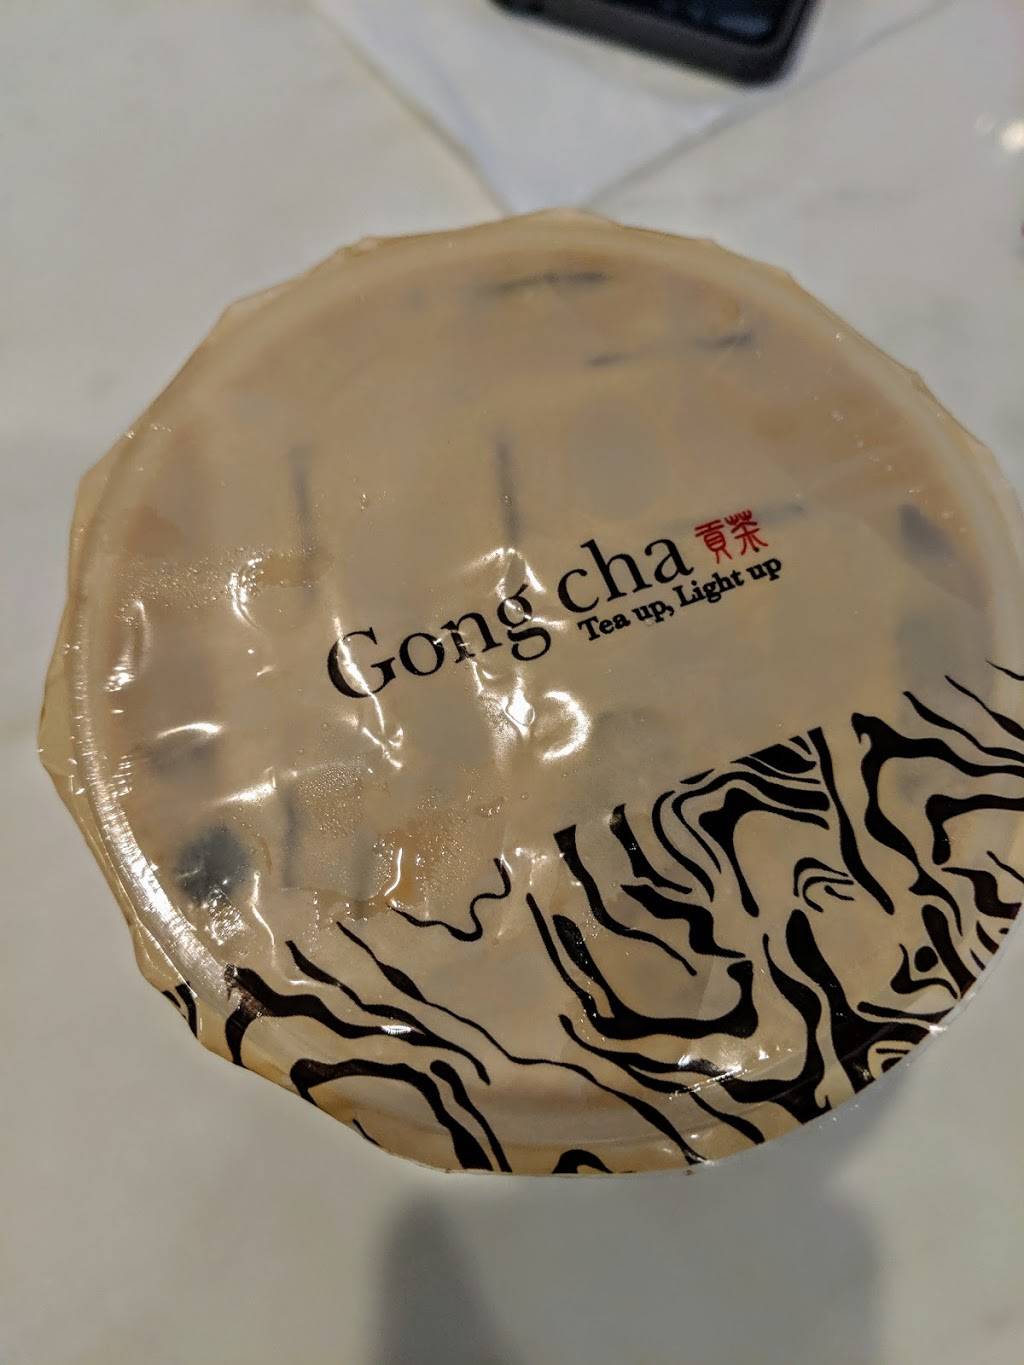 Gong cha 貢茶
Tea up, Light up